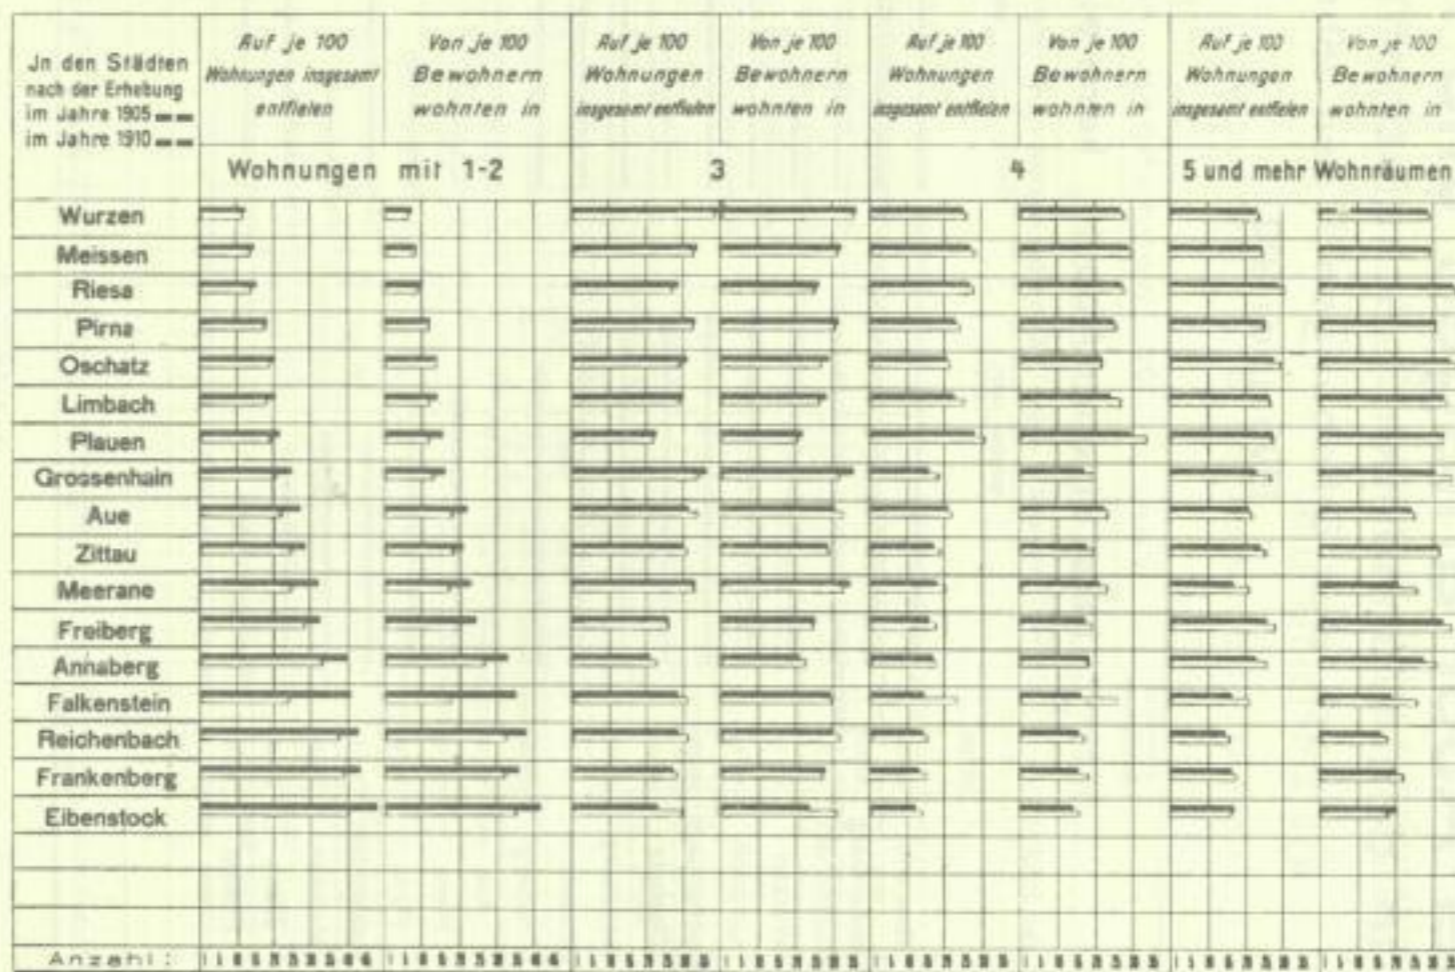 Jn den Städten
nach der Erhebung
im Jahre 1905
im Jahre 1910
Auf je 100
Wohnungen insgesamt
entfielen
Von je 100
Bewohnern
wohnten in
Auf je 100
Wohnungen
insgesamt entfielen
Von je 100
Bewohnern
wohnten in
Auf je 100
Wohnungen
insgesamt entfielen
Von je 100
Bewohnern
wohnten in
Auf je 100
Wohnungen
insgesamt entfielen
Von je 100
Bewohnern
wohnten in
Wohnungen mit 1-2
3
4
5 und mehr Wohnräumen
Wurzen
Meissen
Riesa
Pirna
Oschatz
Limbach
Plauen
Grossenhain
Aue
Zittau
Meerane
Freiberg
Annaberg
Falkenstein
Reichenbach
Frankenberg
Eibenstock
Anzahl: